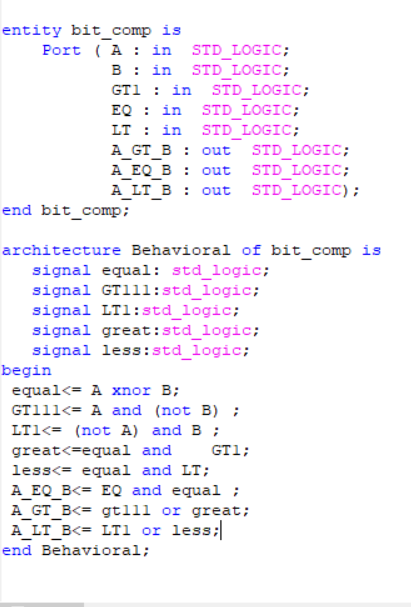 entity bit_comp is
    Port ( A : in  STD_LOGIC;
           B : in  STD_LOGIC;
           GT1 : in  STD_LOGIC;
           EQ : in  STD_LOGIC;
           LT : in  STD_LOGIC;
           A_GT_B : out  STD_LOGIC;
           A_EQ_B : out  STD_LOGIC;
           A_LT_B : out  STD_LOGIC);
end bit_comp;

architecture Behavioral of bit_comp is
   signal equal: std_logic;
   signal GT111:std_logic;
   signal LT1:std_logic;
   signal great:std_logic;
   signal less:std_logic;
begin
 equal<= A xnor B;
 GT111<= A and (not B) ;
 LT1<= (not A) and B ;
 great<=equal and    GT1;
 less<= equal and LT;
 A_EQ_B<= EQ and equal ;
 A_GT_B<= gt111 or great;
 A_LT_B<= LT1 or less;
end Behavioral;